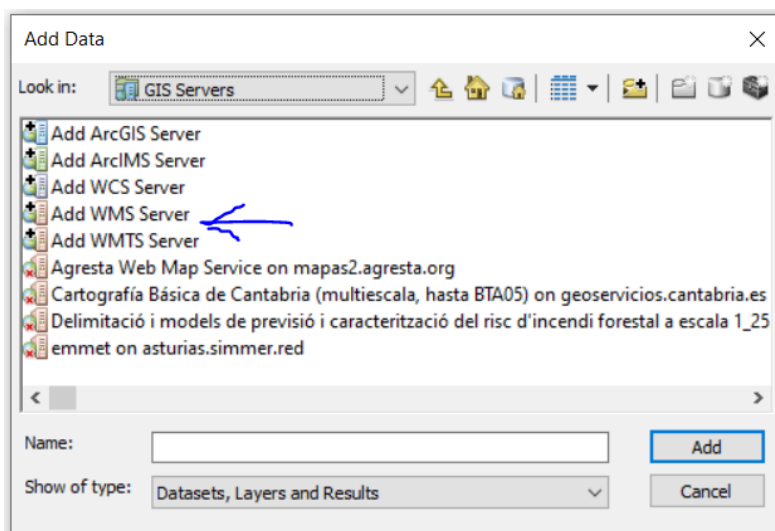 Add Data
Look in:
GIS Servers
Add ArcGIS Server
Add ArcIMS Server
Add WCS Server
Add WMS Server
Add WMTS Server
Agresta Web Map Service on mapas2.agresta.org
Cartografía Básica de Cantabria (multiescala, hasta BTA05) on geoservicios.cantabria.es
Delimitació i models de previsió i caracterització del risc d'incendi forestal a escala 1_25
emmet on asturias.simmer.red
Name:
Add
Show of type:
Datasets, Layers and Results
Cancel